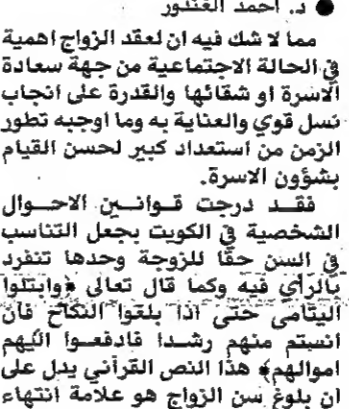 ● د. احمد الغندور
مما لا شك فيه ان لعقد الزواج اهمية
في الحالة الاجتماعية من جهة سعادة
الاسرة او شقائها والقدرة على انجاب
نسل قوي والعناية به وما اوجبه تطور
الزمن من استعداد كبير لحسن القيام
بشؤون الاسرة.
فقد درجت قوانين الاحوال
الشخصية في الكويت بجعل التناسب
في السن حقا للزوجة وحدها تنفرد
بالرأي فيه وكما قال تعالى ﴿وابتلوا
اليتامى حتى اذا بلغوا النكاح فان
انستم منهم رشدا فادفعوا اليهم
اموالهم﴾ هذا النص القرآني يدل على
ان بلوغ سن الزواج هو علامة انتهاء